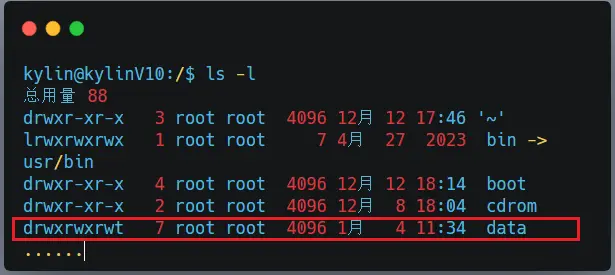 kylin@kylinV10:/$ ls -l
总用量 88
drwxr-xr-x   3 root root  4096 12月 12 17:46 '~'
lrwxrwxrwx   1 root root     7 4月  27  2023  bin ->
usr/bin
drwxr-xr-x   4 root root  4096 12月 12 18:14  boot
drwxr-xr-x   2 root root  4096 12月  8 18:04  cdrom
drwxrwxrwt   7 root root  4096 1月   4 11:34  data
......